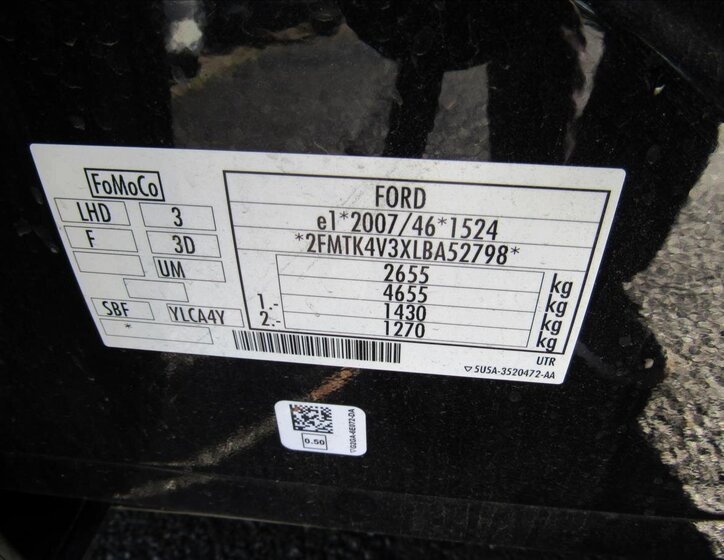 FoMoCo
LHD 3
F 3D
UM
SBF YLCA4Y
*
FORD
e1*2007/46*1524
*2FMTK4V3XLBA52798*
2655 kg
4655 kg
1.- 1430 kg
2.- 1270 kg
UTR
5U5A-3520472-AA
0.50